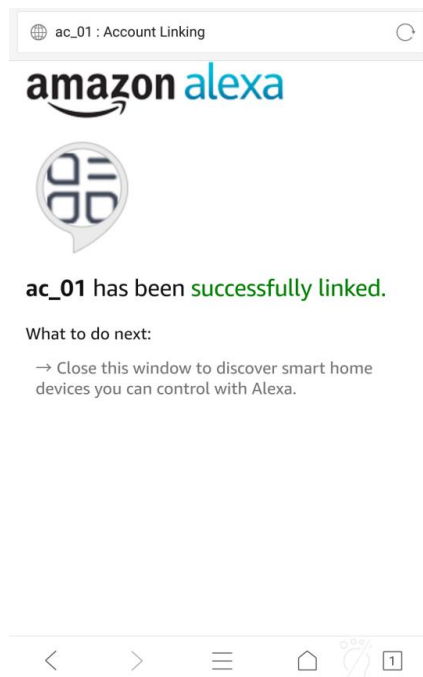 ac_01 : Account Linking
amazon alexa
ac_01 has been successfully linked.
What to do next:
→ Close this window to discover smart home
devices you can control with Alexa.
1